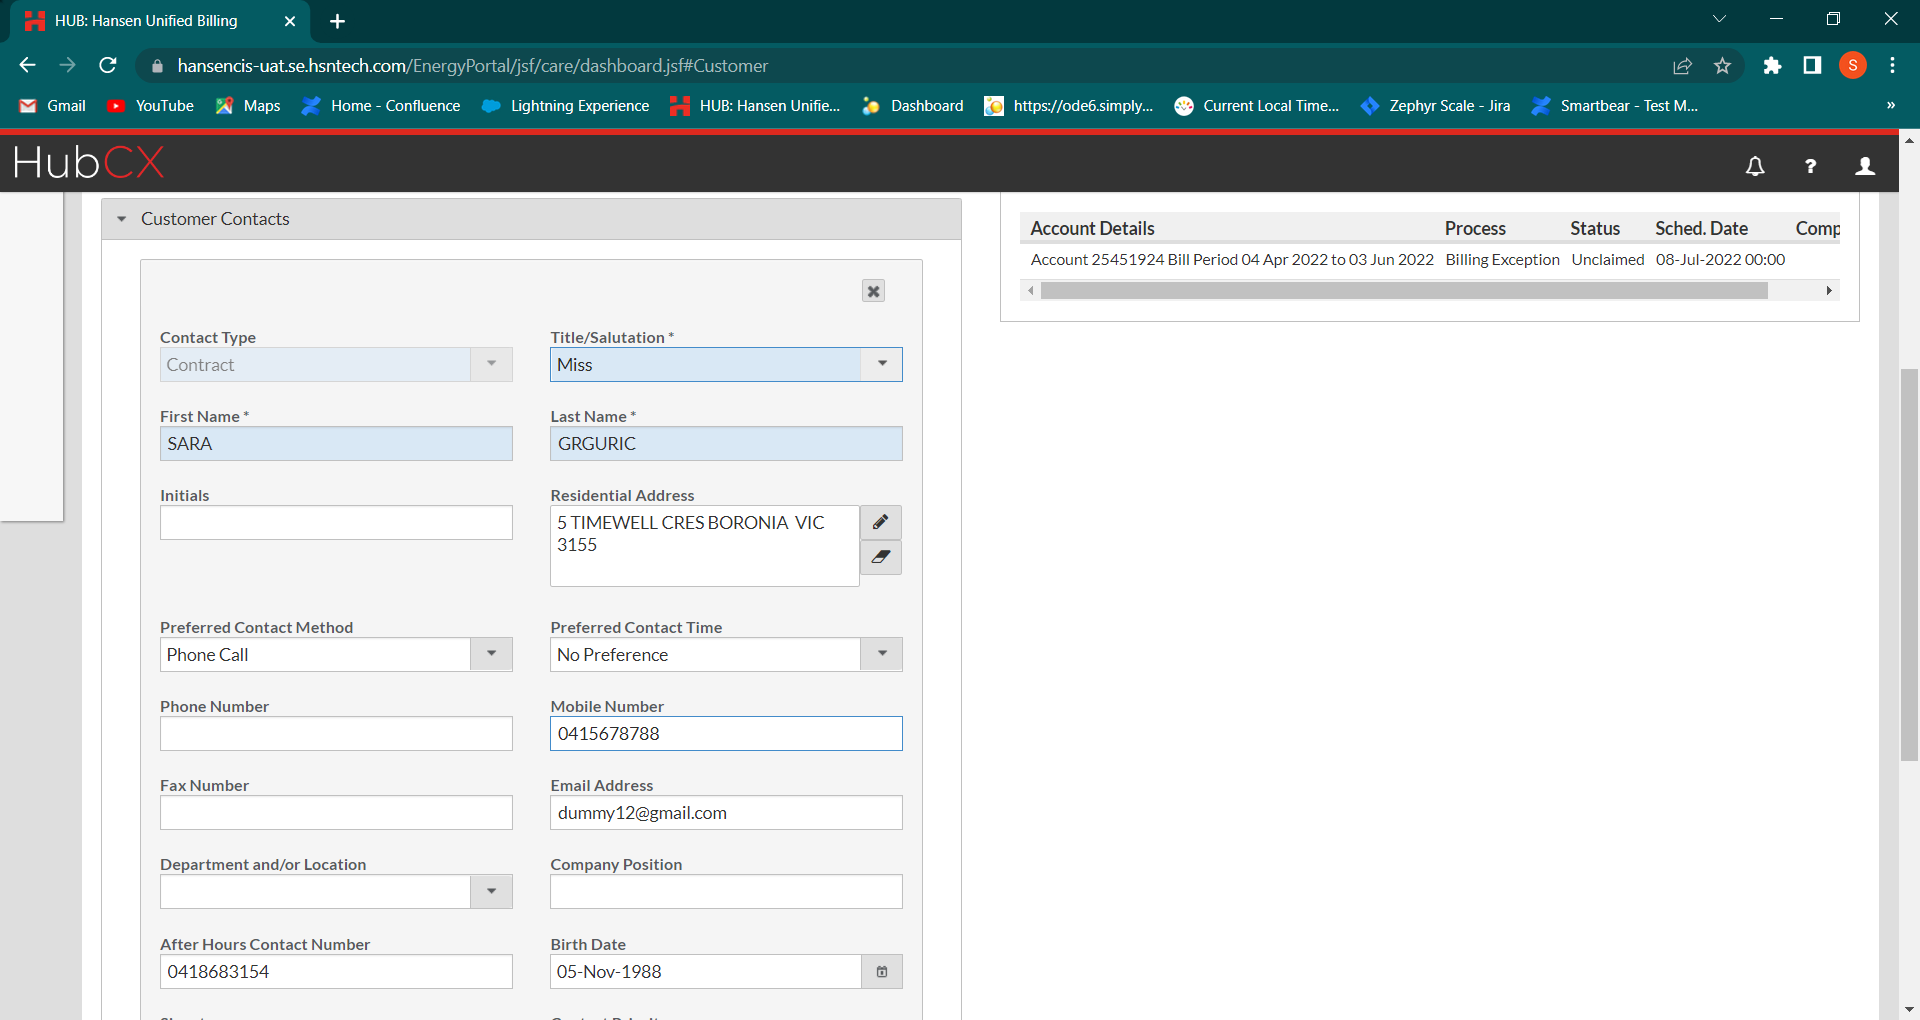 HUB: Hansen Unified Billing
hansencis-uat.se.hsntech.com/EnergyPortal/jsf/care/dashboard.jsf#Customer
S
Gmail
YouTube
Maps
Home - Confluence
Lightning Experience
HUB: Hansen Unifie...
Dashboard
https://ode6.simply...
Current Local Time...
Zephyr Scale - Jira
Smartbear - Test M...
»
HubCX
?
Customer Contacts
Contact Type
Contract
Title/Salutation *
Miss
First Name *
SARA
Last Name *
GRGURIC
Initials
Residential Address
5 TIMEWELL CRES BORONIA  VIC
3155
Preferred Contact Method
Phone Call
Preferred Contact Time
No Preference
Phone Number
Mobile Number
0415678788
Fax Number
Email Address
dummy12@gmail.com
Department and/or Location
Company Position
After Hours Contact Number
0418683154
Birth Date
05-Nov-1988
Account Details Process Status Sched. Date Comp
Account 25451924 Bill Period 04 Apr 2022 to 03 Jun 2022 Billing Exception Unclaimed 08-Jul-2022 00:00